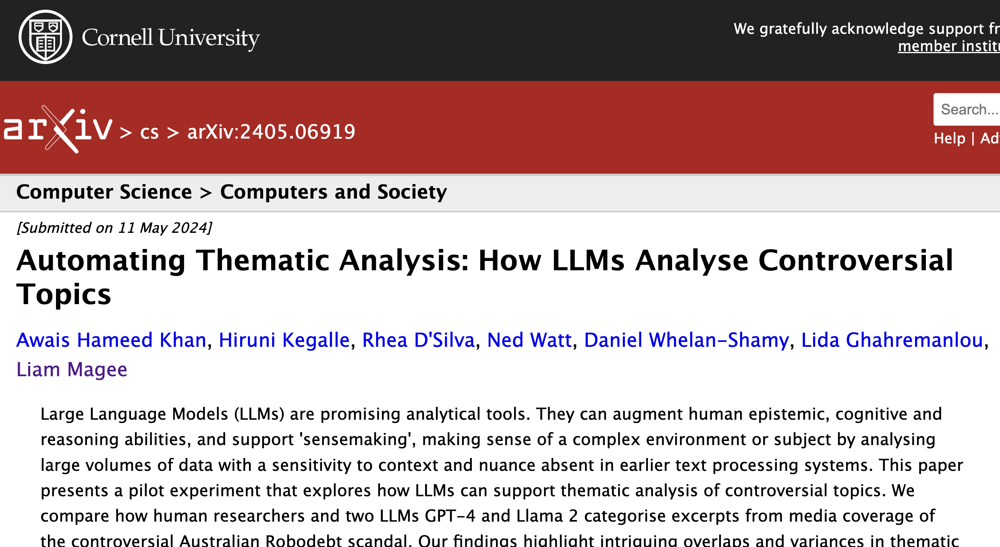 Cornell University
We gratefully acknowledge support
member
arXiv > cs > arXiv:2405.06919
Search...
Help |
Computer Science > Computers and Society
[Submitted on 11 May 2024]
Automating Thematic Analysis: How LLMs Analyse Controversial
Topics
Awais Hameed Khan, Hiruni Kegalle, Rhea D'Silva, Ned Watt, Daniel Whelan-Shamy, Lida Ghahremanlou,
Liam Magee
Large Language Models (LLMs) are promising analytical tools. They can augment human epistemic, cognitive and
reasoning abilities, and support 'sensemaking', making sense of a complex environment or subject by analysing
large volumes of data with a sensitivity to context and nuance absent in earlier text processing systems. This paper
presents a pilot experiment that explores how LLMs can support thematic analysis of controversial topics. We
compare how human researchers and two LLMs GPT-4 and Llama 2 categorise excerpts from media coverage of
the controversial Australian Robodebt scandal. Our findings highlight intriguing overlaps and variances in thematic